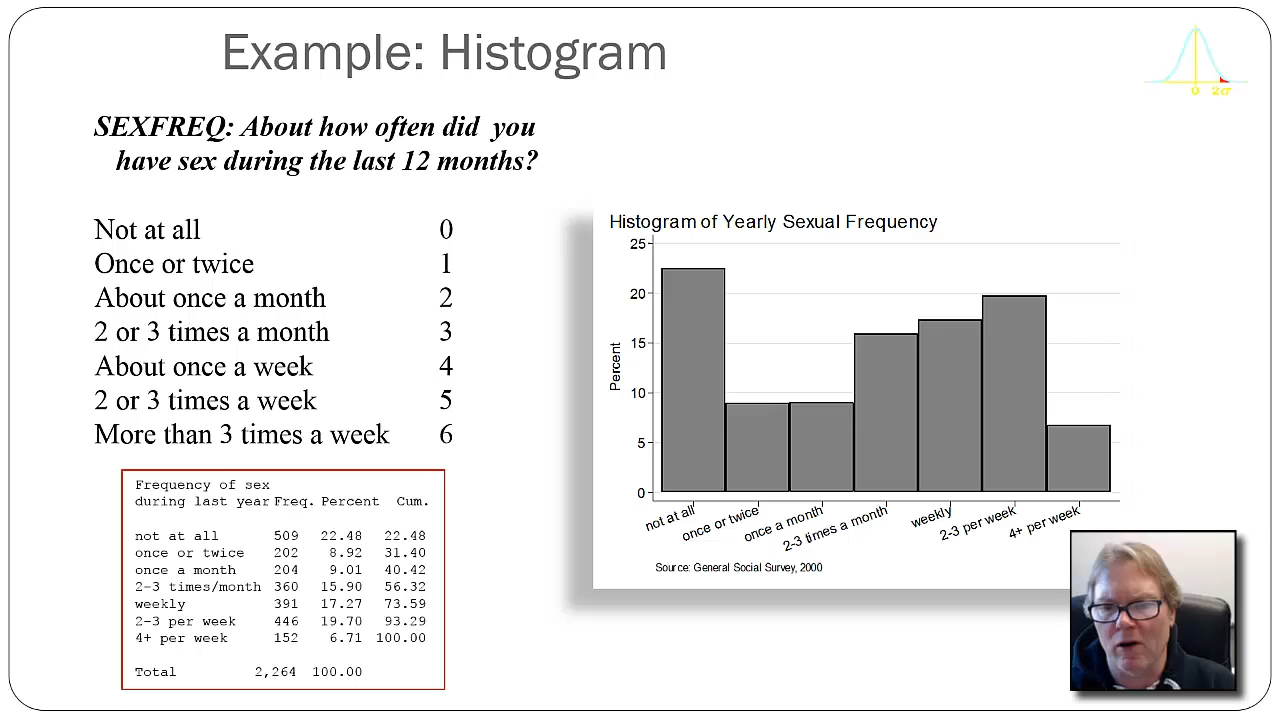 Example: Histogram
0 2σ
SEXFREQ: About how often did you
have sex during the last 12 months?
Not at all 0
Once or twice 1
About once a month 2
2 or 3 times a month 3
About once a week 4
2 or 3 times a week 5
More than 3 times a week 6
Frequency of sex
during last year Freq. Percent Cum.
not at all 509 22.48 22.48
once or twice 202 8.92 31.40
once a month 204 9.01 40.42
2-3 times/month 360 15.90 56.32
weekly 391 17.27 73.59
2-3 per week 446 19.70 93.29
4+ per week 152 6.71 100.00
Total 2,264 100.00
Histogram of Yearly Sexual Frequency
25
20
15
10
5
0
Percent
not at all
once or twice
once a month
2-3 times a month
weekly
2-3 per week
4+ per week
Source: General Social Survey, 2000